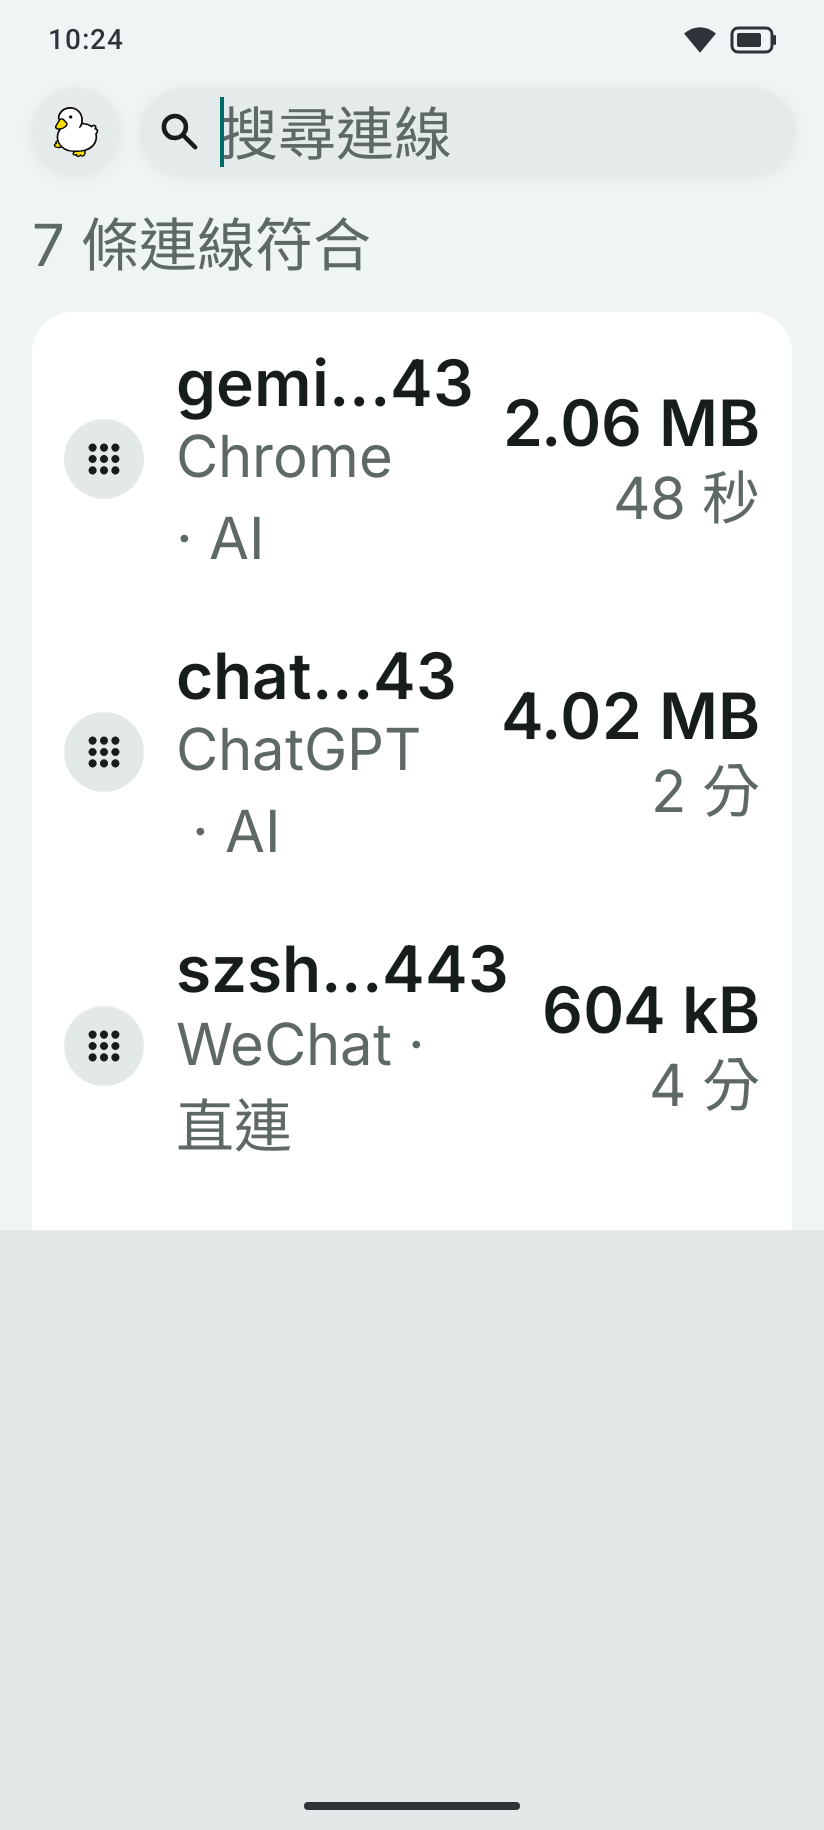 10:24
搜尋連線
7 條連線符合
gemi...43
Chrome
· AI
2.06 MB
48 秒
chat...43
ChatGPT
· AI
4.02 MB
2 分
szsh...443
WeChat ·
直連
604 kB
4 分